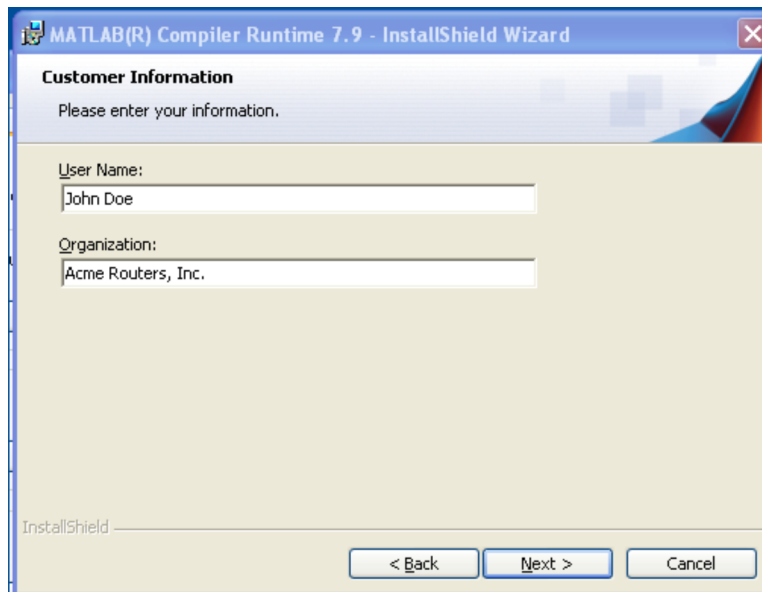 MATLAB(R) Compiler Runtime 7.9 - InstallShield Wizard
Customer Information
Please enter your information.
User Name:
John Doe
Organization:
Acme Routers, Inc.
InstallShield
< Back
Next >
Cancel